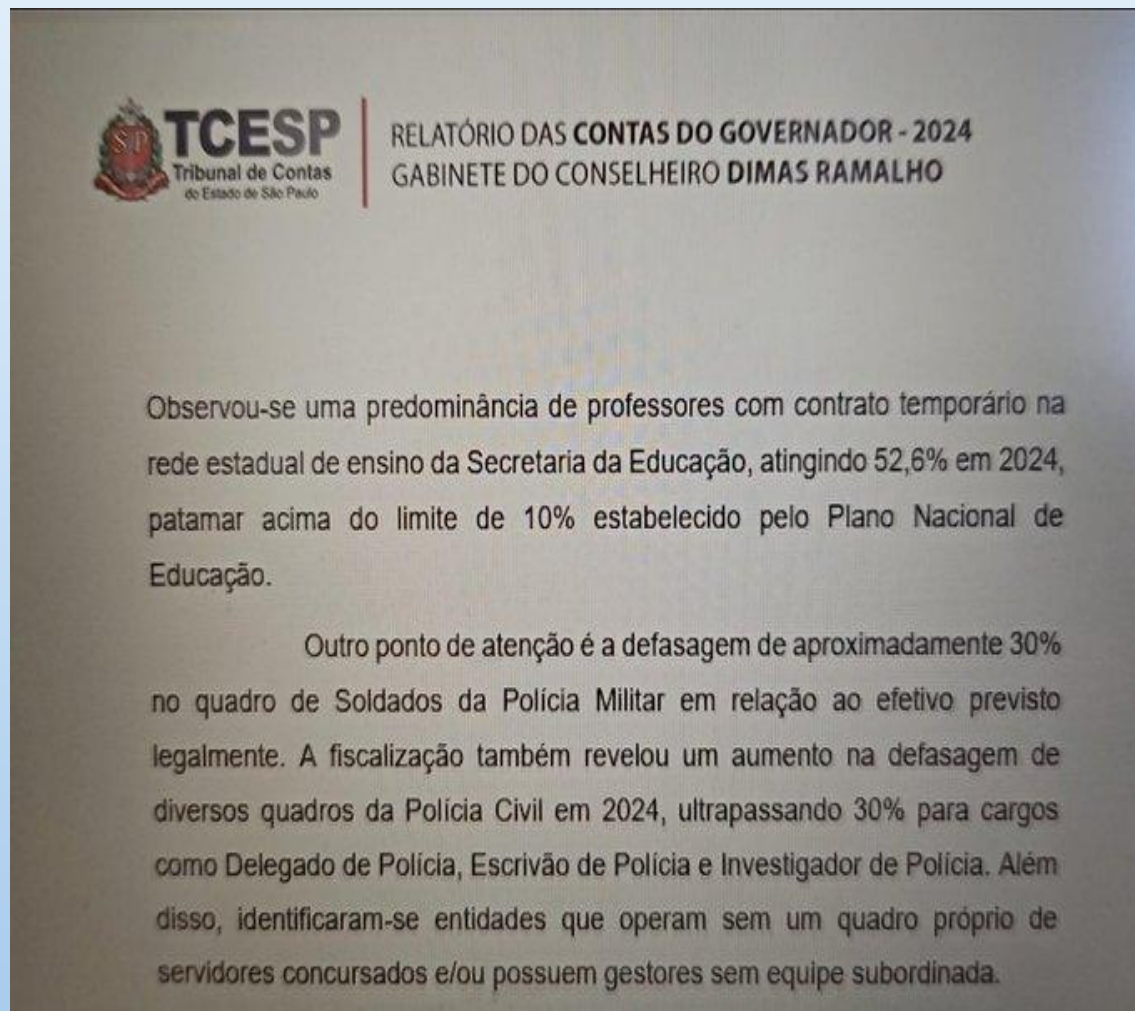 SP
TCESP
Tribunal de Contas
do Estado de São Paulo
RELATÓRIO DAS CONTAS DO GOVERNADOR - 2024
GABINETE DO CONSELHEIRO DIMAS RAMALHO
Observou-se uma predominância de professores com contrato temporário na
rede estadual de ensino da Secretaria da Educação, atingindo 52,6% em 2024,
patamar acima do limite de 10% estabelecido pelo Plano Nacional de
Educação.
Outro ponto de atenção é a defasagem de aproximadamente 30%
no quadro de Soldados da Polícia Militar em relação ao efetivo previsto
legalmente. A fiscalização também revelou um aumento na defasagem de
diversos quadros da Polícia Civil em 2024, ultrapassando 30% para cargos
como Delegado de Polícia, Escrivão de Polícia e Investigador de Polícia. Além
disso, identificaram-se entidades que operam sem um quadro próprio de
servidores concursados e/ou possuem gestores sem equipe subordinada.